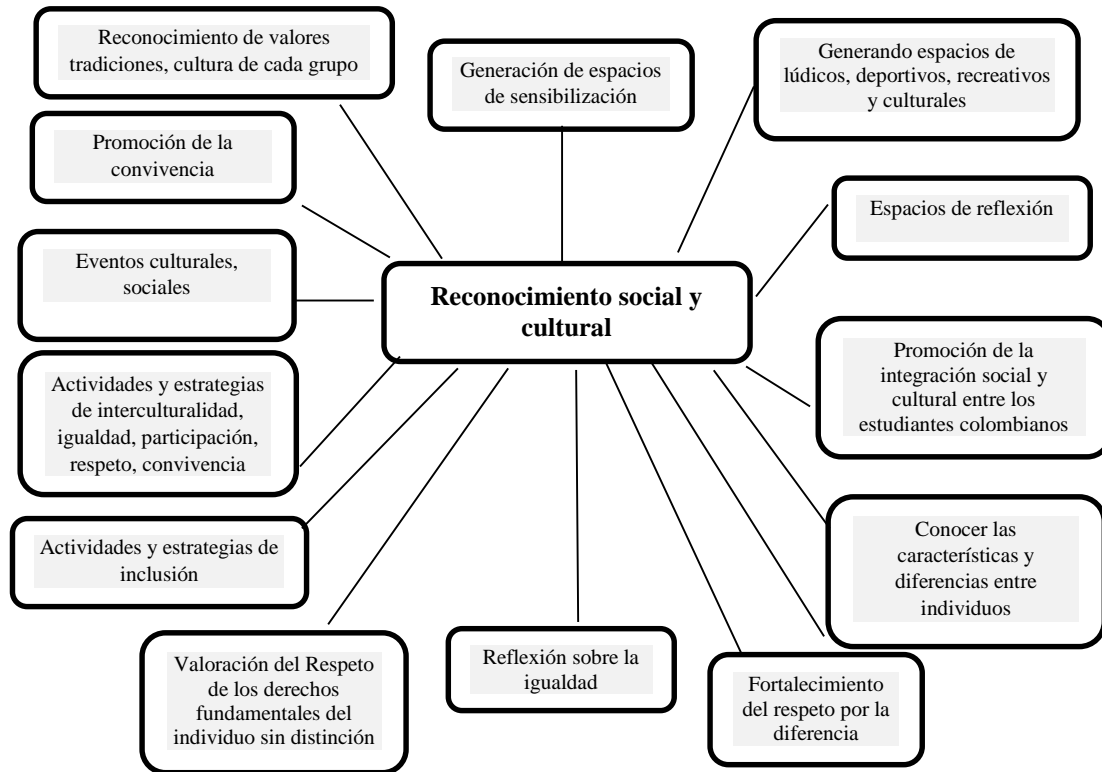 Reconocimiento de valores
tradiciones, cultura de cada grupo
Generación de espacios
de sensibilización
Generando espacios de
lúdicos, deportivos, recreativos
y culturales
Promoción de la
convivencia
Espacios de reflexión
Eventos culturales,
sociales
Reconocimiento social y
cultural
Promoción de la
integración social y
cultural entre los
estudiantes colombianos
Actividades y estrategias
de interculturalidad,
igualdad, participación,
respeto, convivencia
Actividades y estrategias de
inclusión
Conocer las
características y
diferencias entre
individuos
Valoración del Respeto
de los derechos
fundamentales del
individuo sin distinción
Reflexión sobre la
igualdad
Fortalecimiento
del respeto por la
diferencia